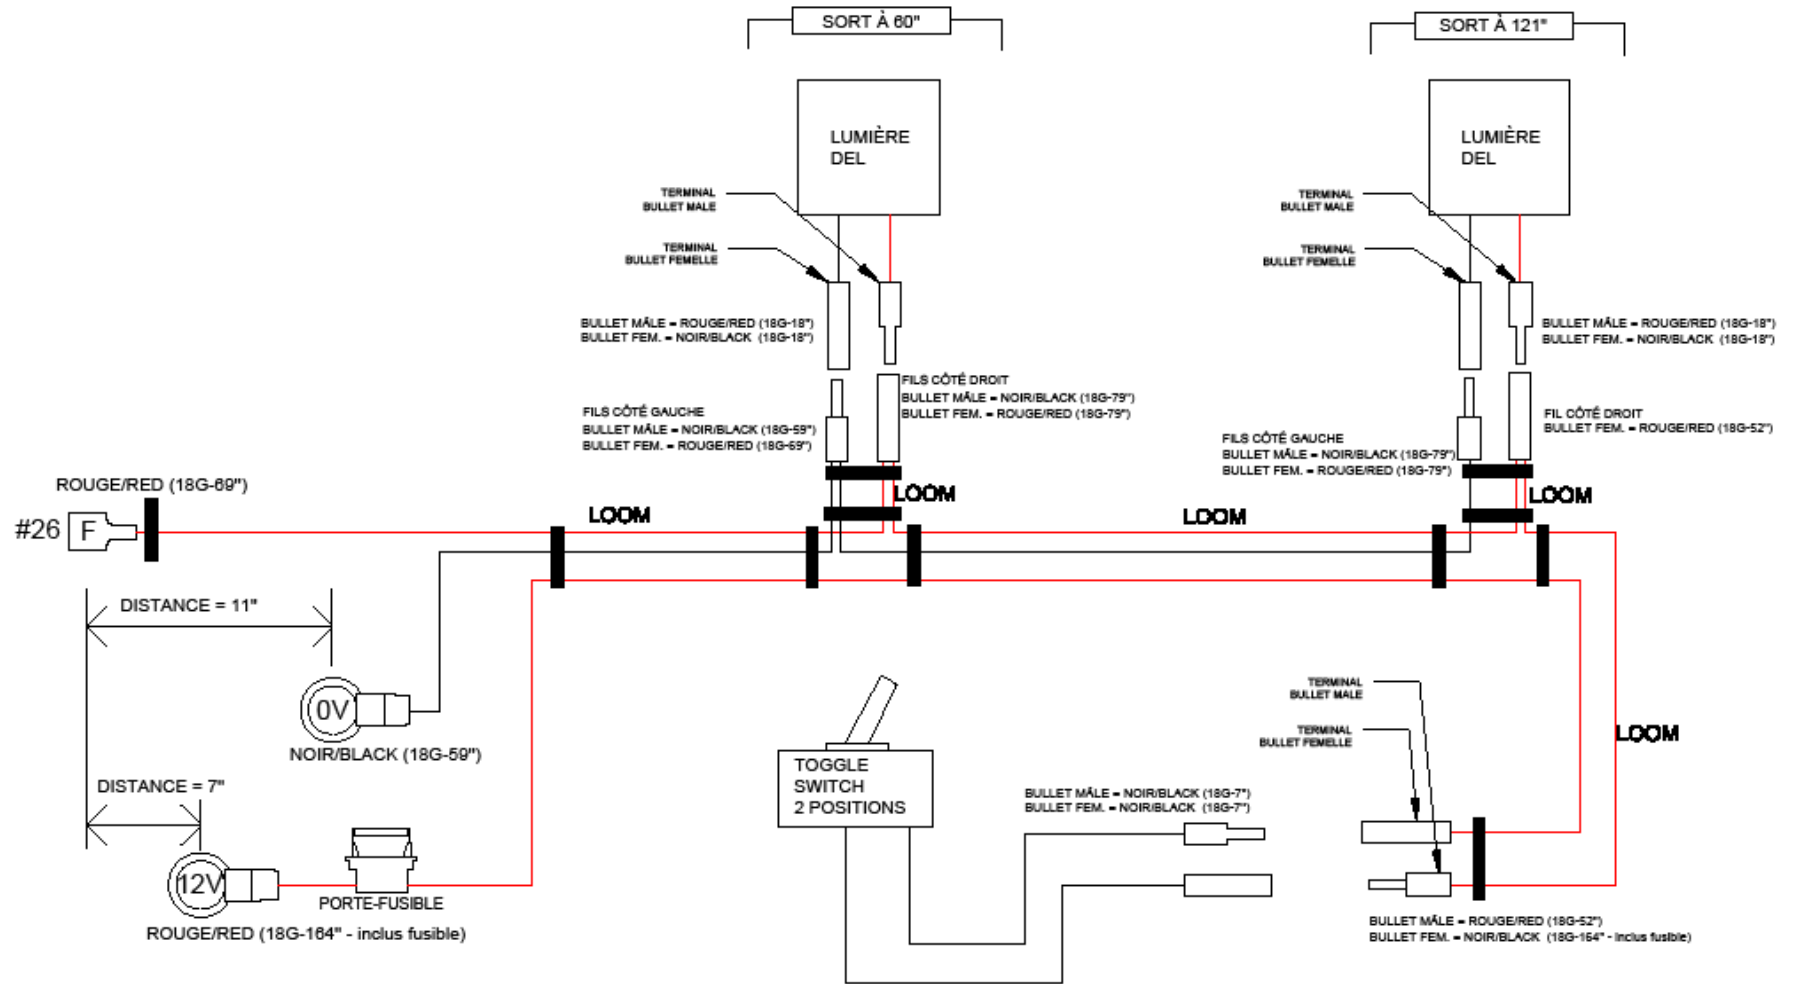 SORT À 60"
SORT À 121"
LUMIÈRE
DEL
LUMIÈRE
DEL
TERMINAL
BULLET MALE
TERMINAL
BULLET FEMELLE
TERMINAL
BULLET MALE
TERMINAL
BULLET FEMELLE
BULLET MÂLE = ROUGE/RED (18G-18")
BULLET FEM. = NOIR/BLACK (18G-18")
BULLET MÂLE = ROUGE/RED (18G-18")
BULLET FEM. = NOIR/BLACK (18G-18")
FILS CÔTÉ DROIT
BULLET MÂLE = NOIR/BLACK (18G-79")
BULLET FEM. = ROUGE/RED (18G-79")
FILS CÔTÉ GAUCHE
BULLET MÂLE = NOIR/BLACK (18G-59")
BULLET FEM. = ROUGE/RED (18G-69")
FIL CÔTÉ DROIT
BULLET FEM. = ROUGE/RED (18G-52")
FILS CÔTÉ GAUCHE
BULLET MÂLE = NOIR/BLACK (18G-79")
BULLET FEM. = ROUGE/RED (18G-79")
ROUGE/RED (18G-69")
#26
F
LOOM
LOOM
LOOM
LOOM
DISTANCE = 11"
0V
NOIR/BLACK (18G-59")
DISTANCE = 7"
12V
PORTE-FUSIBLE
ROUGE/RED (18G-164" - inclus fusible)
TOGGLE
SWITCH
2 POSITIONS
BULLET MÂLE = NOIR/BLACK (18G-7")
BULLET FEM. = NOIR/BLACK (18G-7")
TERMINAL
BULLET MALE
TERMINAL
BULLET FEMELLE
LOOM
BULLET MÂLE = ROUGE/RED (18G-52")
BULLET FEM. = NOIR/BLACK (18G-164" - inclus fusible)